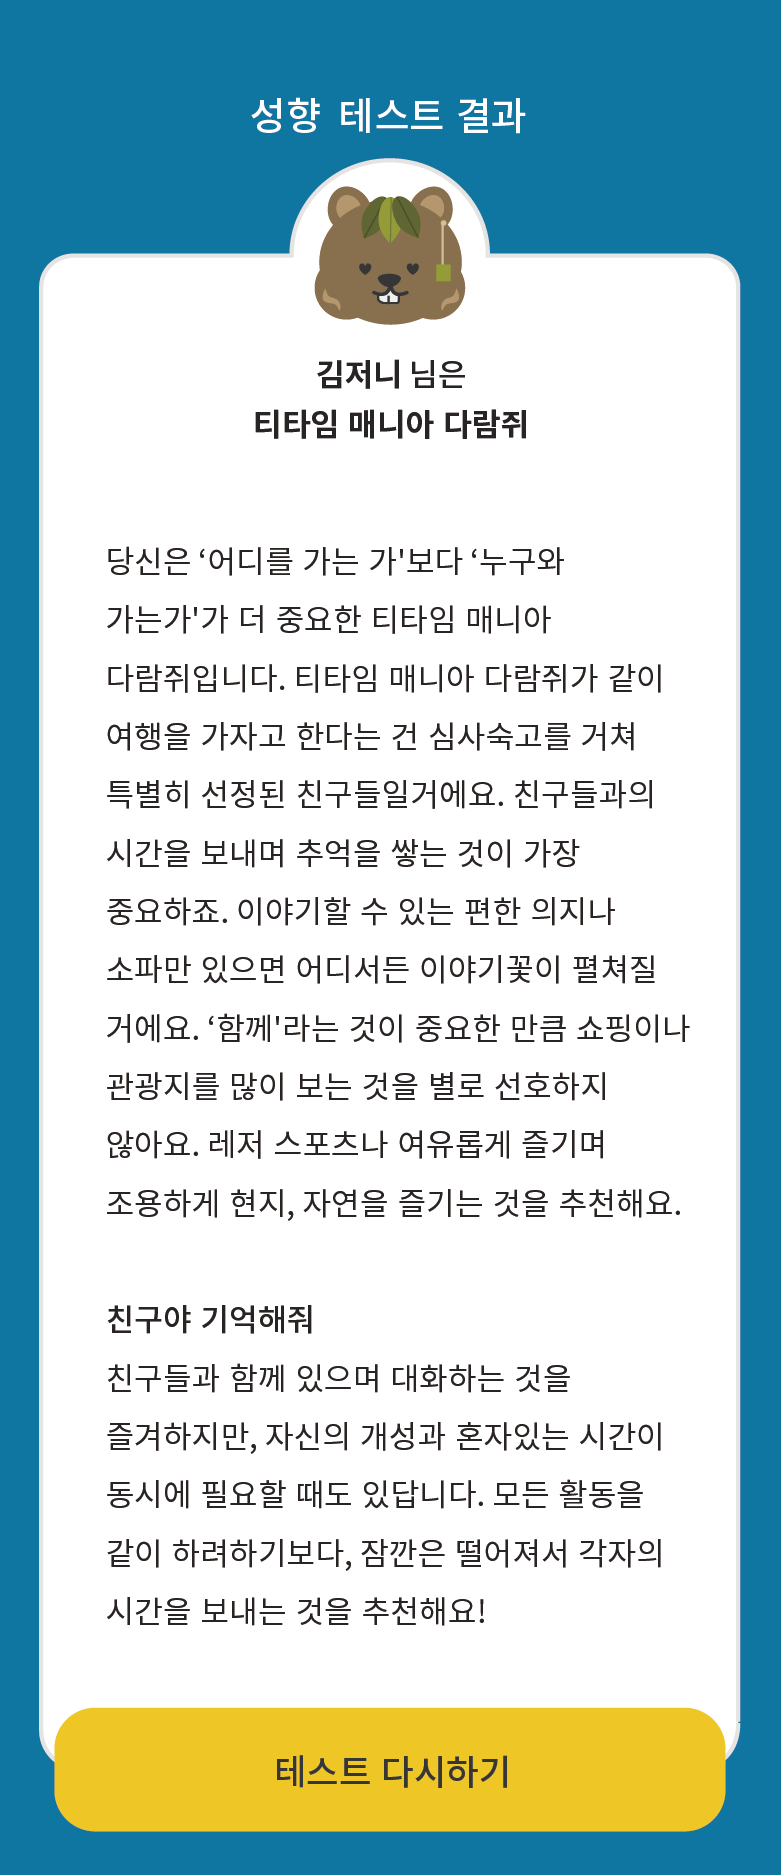 성향 테스트 결과
김저니 님은
티타임 매니아 다람쥐
당신은 ‘어디를 가는 가'보다 ‘누구와
가는가'가 더 중요한 티타임 매니아
다람쥐입니다. 티타임 매니아 다람쥐가 같이
여행을 가자고 한다는 건 심사숙고를 거쳐
특별히 선정된 친구들일거에요. 친구들과의
시간을 보내며 추억을 쌓는 것이 가장
중요하죠. 이야기할 수 있는 편한 의지나
소파만 있으면 어디서든 이야기꽃이 펼쳐질
거에요. ‘함께'라는 것이 중요한 만큼 쇼핑이나
관광지를 많이 보는 것을 별로 선호하지
않아요. 레저 스포츠나 여유롭게 즐기며
조용하게 현지, 자연을 즐기는 것을 추천해요.
친구야 기억해줘
친구들과 함께 있으며 대화하는 것을
즐겨하지만, 자신의 개성과 혼자있는 시간이
동시에 필요할 때도 있답니다. 모든 활동을
같이 하려하기보다, 잠깐은 떨어져서 각자의
시간을 보내는 것을 추천해요!
테스트 다시하기